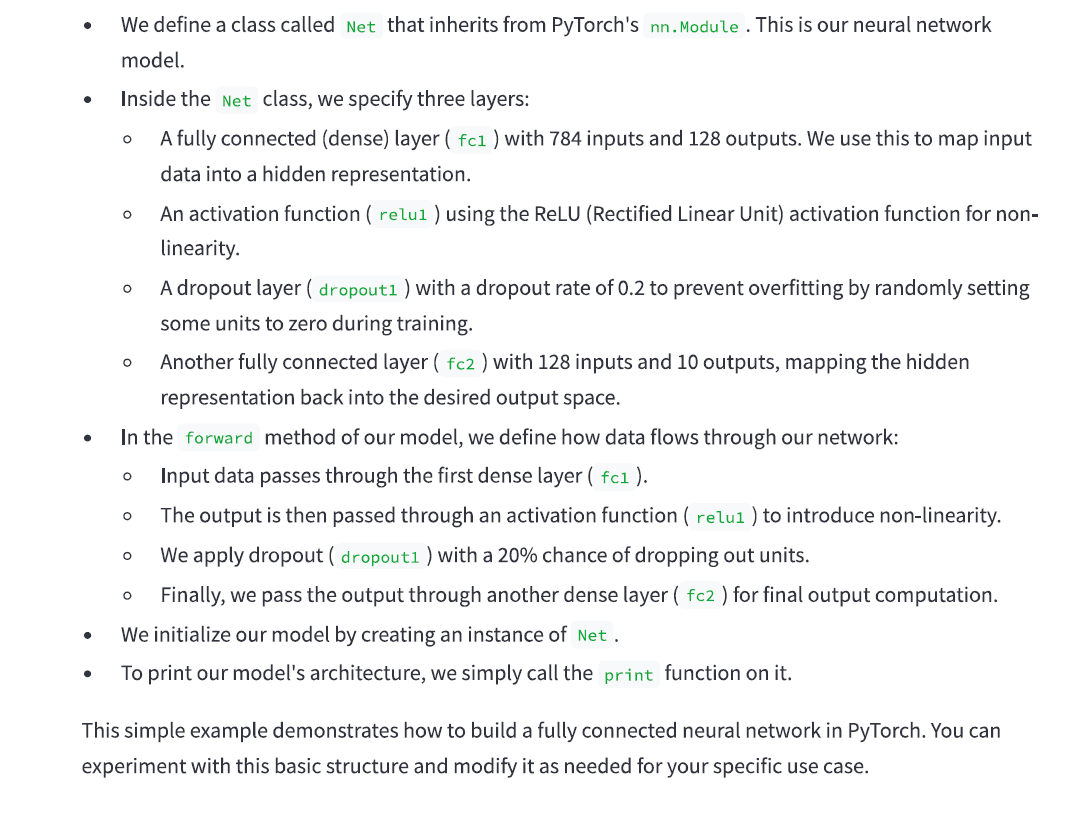 • We define a class called Net that inherits from PyTorch's nn.Module . This is our neural network
model.
• Inside the Net class, we specify three layers:
◦ A fully connected (dense) layer ( fc1 ) with 784 inputs and 128 outputs. We use this to map input
data into a hidden representation.
◦ An activation function ( relu1 ) using the ReLU (Rectified Linear Unit) activation function for non-
linearity.
◦ A dropout layer ( dropout1 ) with a dropout rate of 0.2 to prevent overfitting by randomly setting
some units to zero during training.
◦ Another fully connected layer ( fc2 ) with 128 inputs and 10 outputs, mapping the hidden
representation back into the desired output space.
• In the forward method of our model, we define how data flows through our network:
◦ Input data passes through the first dense layer ( fc1 ).
◦ The output is then passed through an activation function ( relu1 ) to introduce non-linearity.
◦ We apply dropout ( dropout1 ) with a 20% chance of dropping out units.
◦ Finally, we pass the output through another dense layer ( fc2 ) for final output computation.
• We initialize our model by creating an instance of Net .
• To print our model's architecture, we simply call the print function on it.
This simple example demonstrates how to build a fully connected neural network in PyTorch. You can
experiment with this basic structure and modify it as needed for your specific use case.